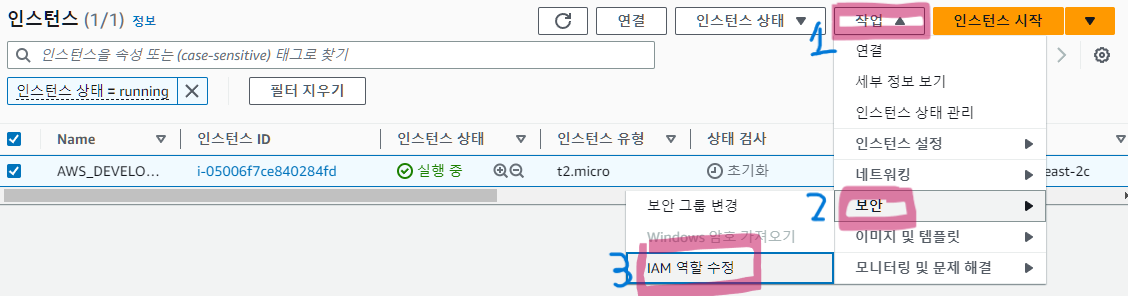 인스턴스 (1/1) 정보 연결 인스턴스 상태 작업 인스턴스 시작
1
인스턴스을 속성 또는 (case-sensitive) 태그로 찾기 연결
인스턴스 상태 = running 필터 지우기 세부 정보 보기
인스턴스 상태 관리
Name 인스턴스 ID 인스턴스 상태 인스턴스 유형 상태 검사 인스턴스 설정
AWS_DEVELO... i-05006f7ce840284fd 실행 중 t2.micro 초기화 네트워킹 east-2c
보안 그룹 변경 2 보안
Windows 암호 가져오기 이미지 및 템플릿
3 IAM 역할 수정 모니터링 및 문제 해결